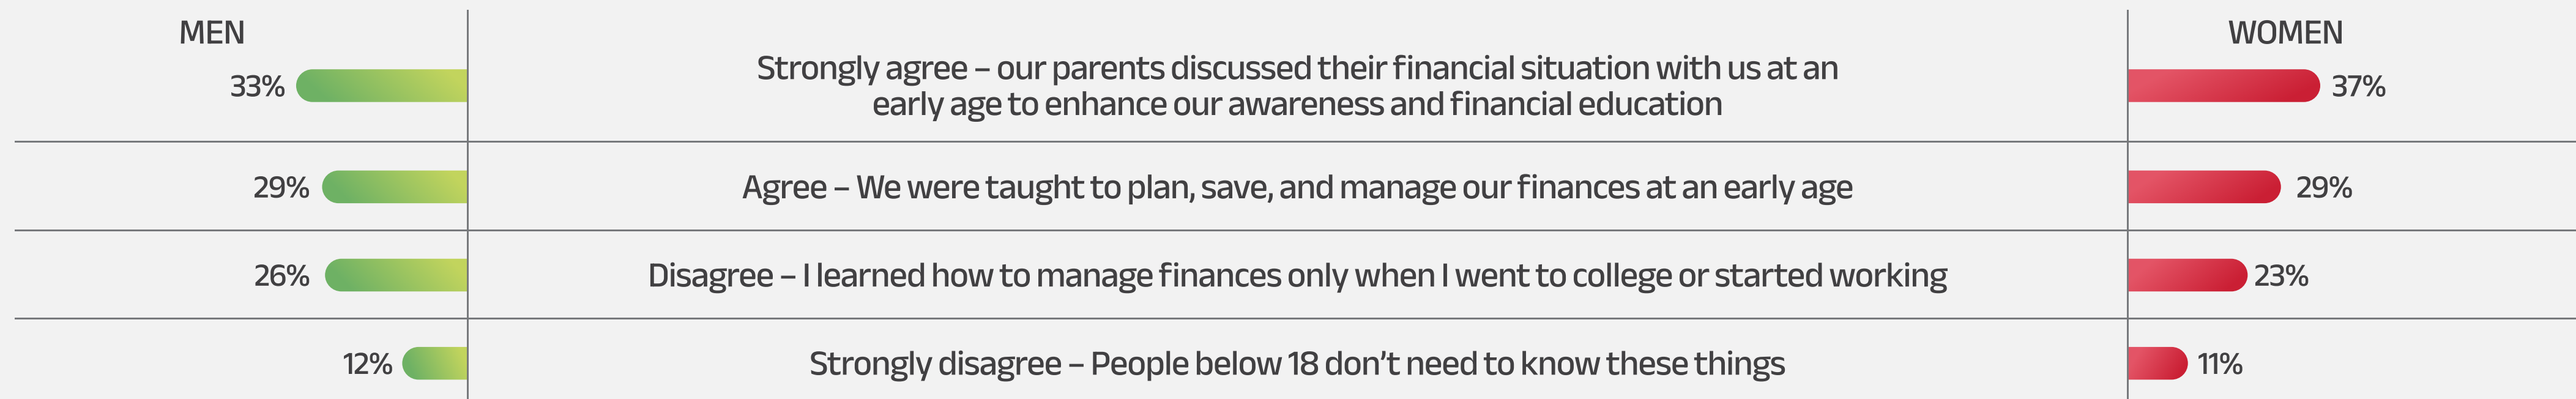 MEN
WOMEN
33%
Strongly agree – our parents discussed their financial situation with us at an
early age to enhance our awareness and financial education
37%
29%
Agree – We were taught to plan, save, and manage our finances at an early age
29%
26%
Disagree – I learned how to manage finances only when I went to college or started working
23%
12%
Strongly disagree – People below 18 don’t need to know these things
11%